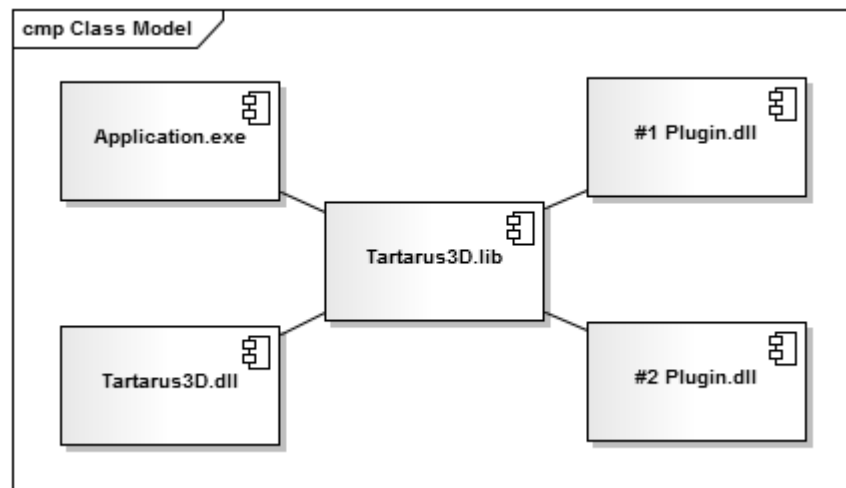 cmp Class Model
Application.exe
#1 Plugin.dll
Tartarus3D.lib
Tartarus3D.dll
#2 Plugin.dll